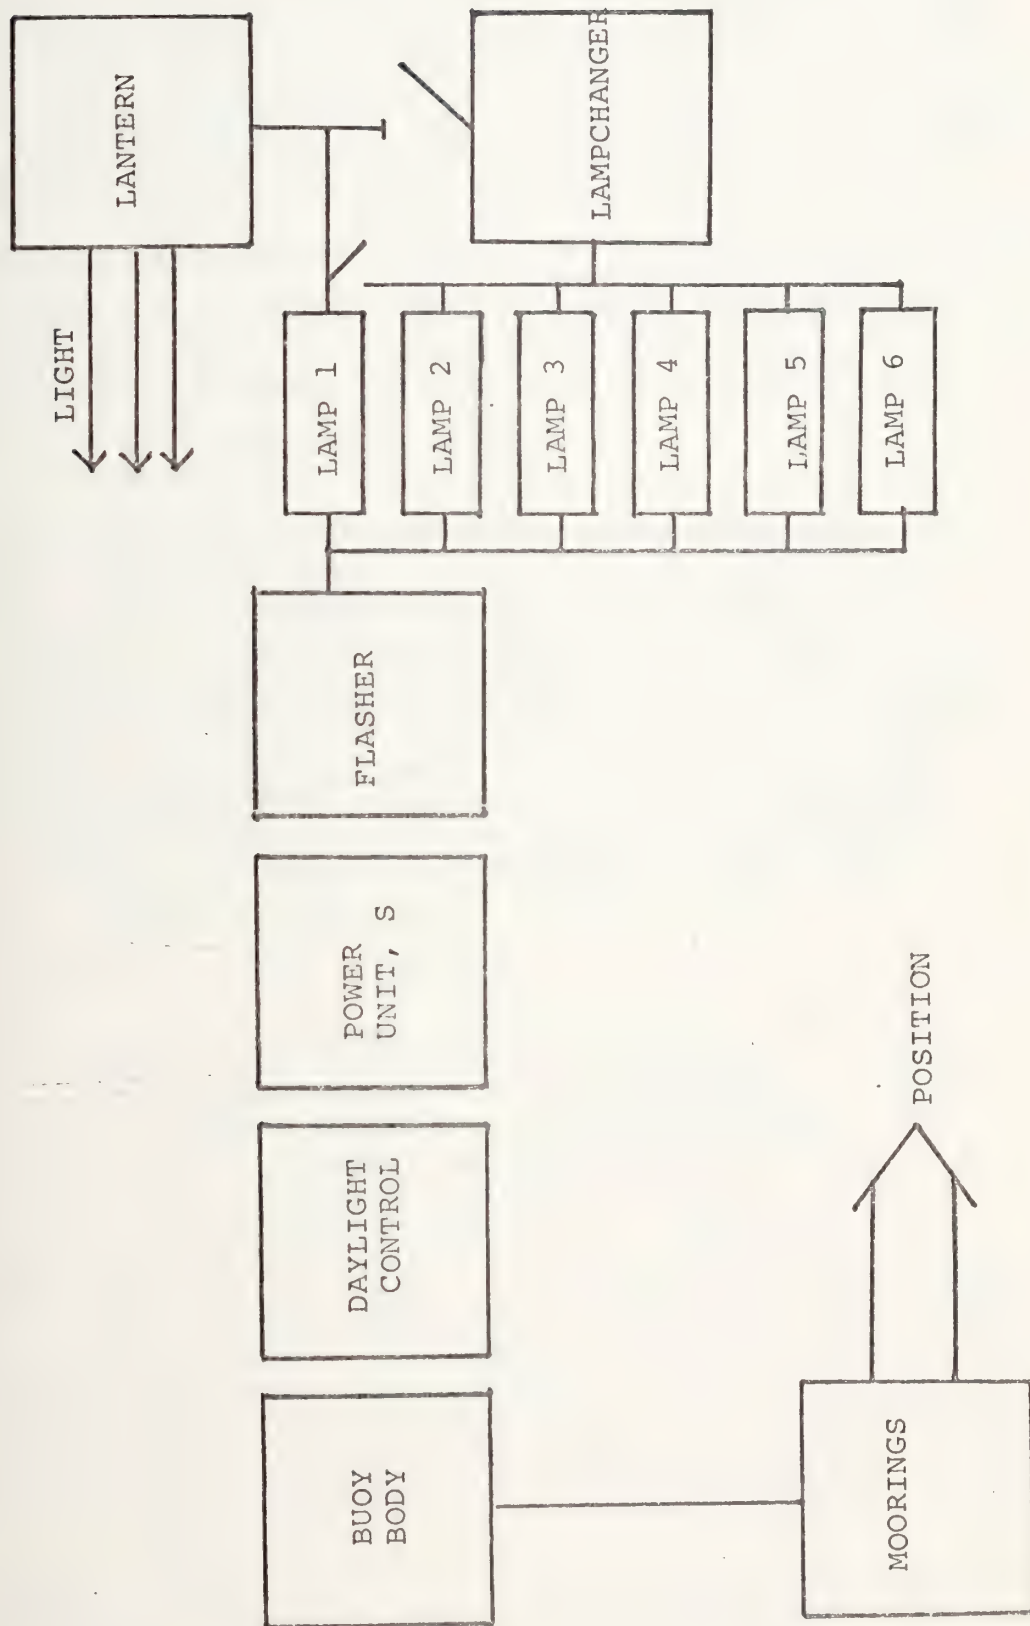 LIGHT
LANTERN
BUOY
BODY
DAYLIGHT
CONTROL
POWER
UNIT, S
FLASHER
LAMP 1
LAMP 2
LAMP 3
LAMP 4
LAMP 5
LAMP 6
LAMPCHANGER
MOORINGS
POSITION